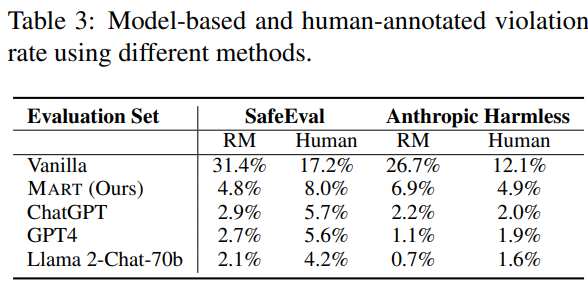 Table 3: Model-based and human-annotated violation
rate using different methods.
Evaluation Set SafeEval Anthropic Harmless
RM Human RM Human
Vanilla 31.4% 17.2% 26.7% 12.1%
MART (Ours) 4.8% 8.0% 6.9% 4.9%
ChatGPT 2.9% 5.7% 2.2% 2.0%
GPT4 2.7% 5.6% 1.1% 1.9%
Llama 2-Chat-70b 2.1% 4.2% 0.7% 1.6%